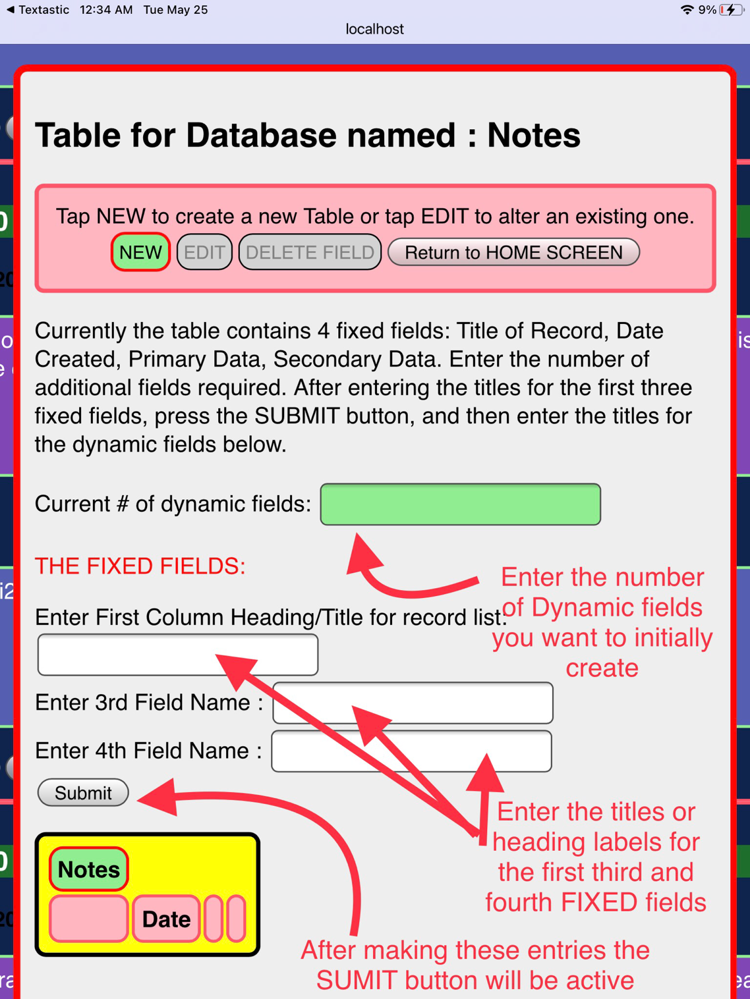 Textastic 12:34 AM Tue May 25 9%
localhost
Table for Database named : Notes
Tap NEW to create a new Table or tap EDIT to alter an existing one.
NEW EDIT DELETE FIELD Return to HOME SCREEN
Currently the table contains 4 fixed fields: Title of Record, Date
Created, Primary Data, Secondary Data. Enter the number of
additional fields required. After entering the titles for the first three
fixed fields, press the SUBMIT button, and then enter the titles for
the dynamic fields below.
Current # of dynamic fields:
THE FIXED FIELDS:
Enter the number
of Dynamic fields
you want to initially
create
Enter First Column Heading/Title for record list:
Enter 3rd Field Name :
Enter 4th Field Name :
Submit
Enter the titles or
heading labels for
the first third and
fourth FIXED fields
Notes
Date
After making these entries the
SUMIT button will be active